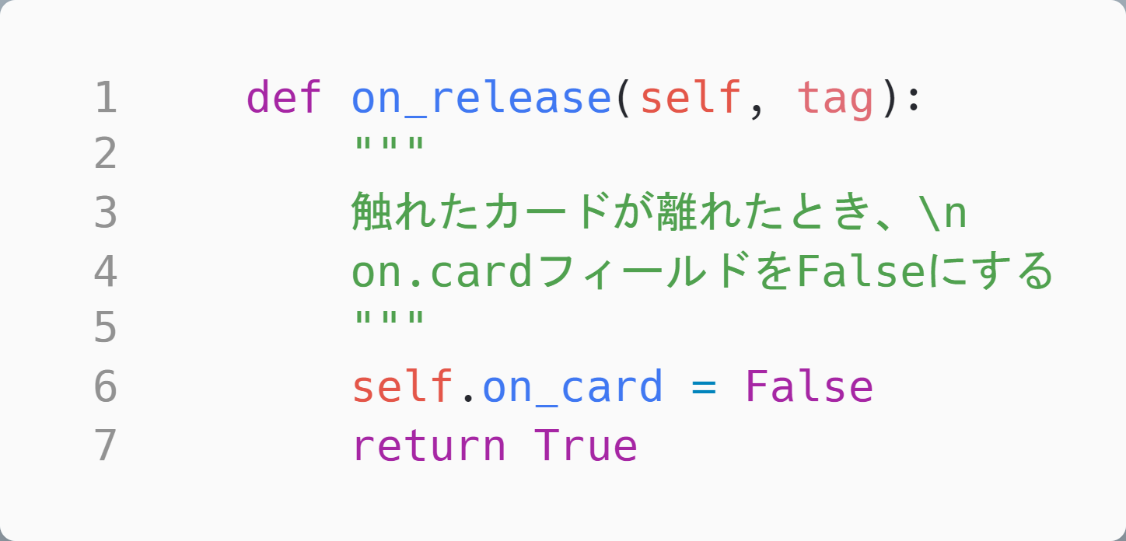 1 def on_release(self, tag):
2 """
3 触れたカードが離れたとき、\n
4 on.cardフィールドをFalseにする
5 """
6 self.on_card = False
7 return True